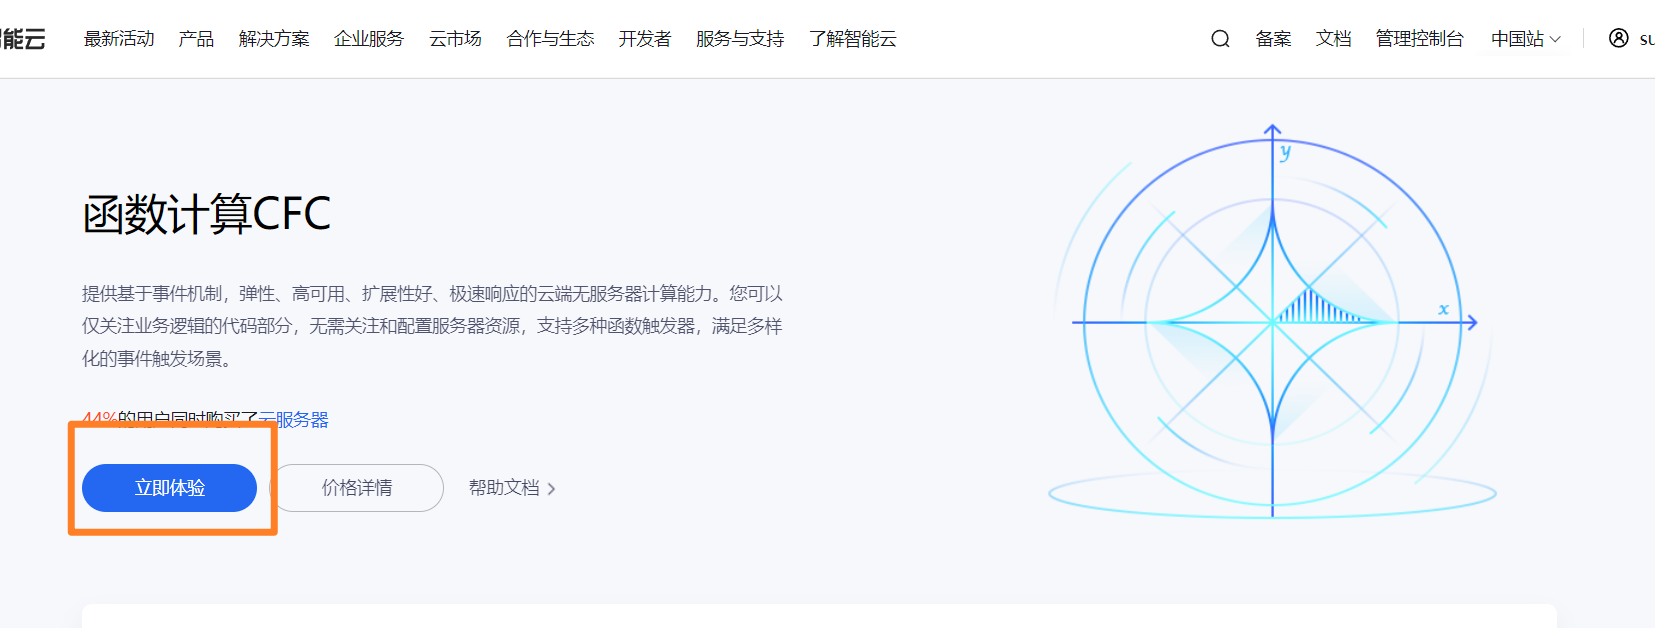 能云 最新活动 产品 解决方案 企业服务 云市场 合作与生态 开发者 服务与支持 了解智能云 备案 文档 管理控制台 中国站 su
函数计算CFC
提供基于事件机制，弹性、高可用、扩展性好、极速响应的云端无服务器计算能力。您可以
仅关注业务逻辑的代码部分，无需关注和配置服务器资源，支持多种函数触发器，满足多样
化的事件触发场景。
44%的用户同时购买了云服务器
立即体验 价格详情 帮助文档
y
x